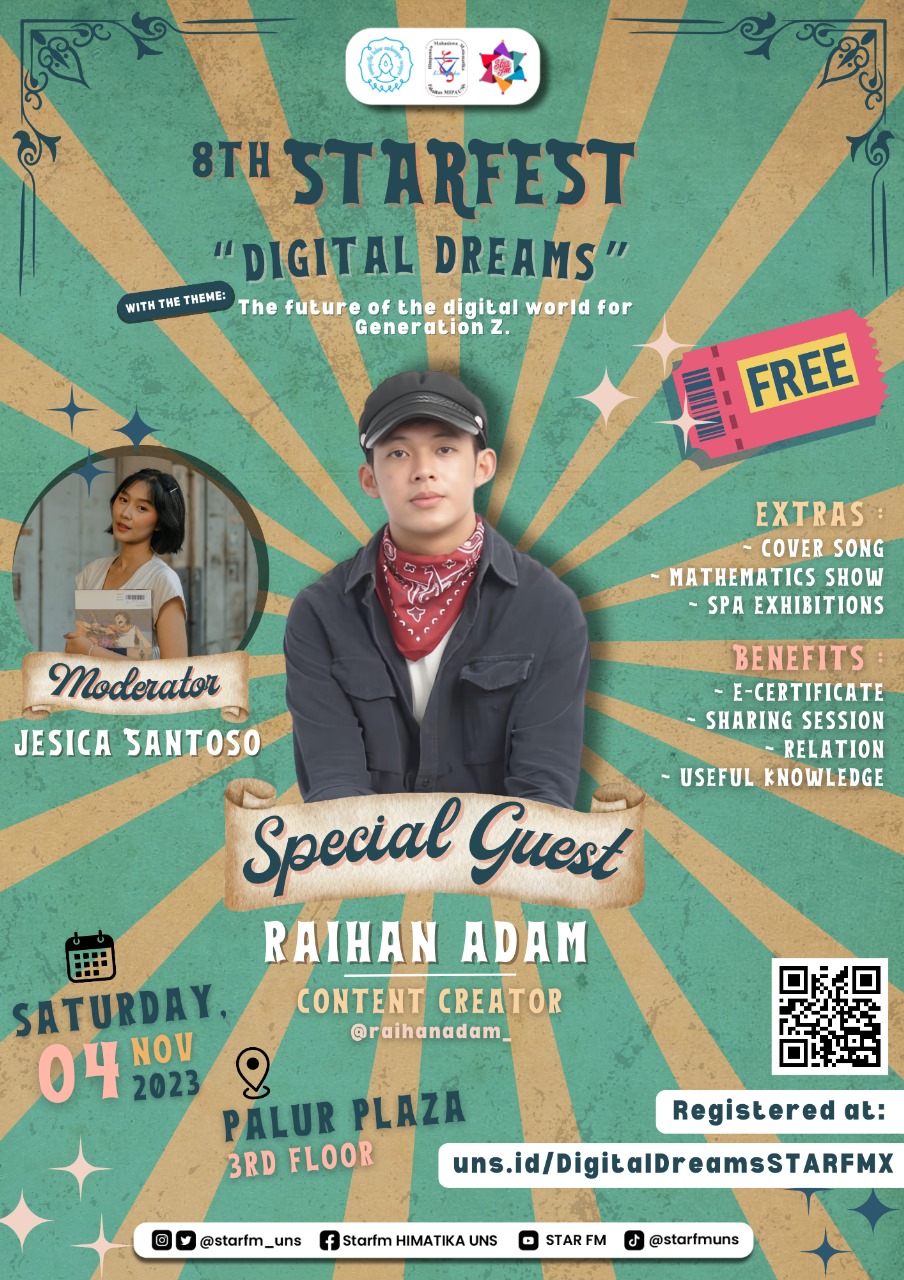 8TH STARFEST
"DIGITAL DREAMS"
WITH THE THEME: The future of the digital world for
Generation Z.
FREE
Moderator
JESICA SANTOSO
EXTRAS :
~ COVER SONG
~ MATHEMATICS SHOW
~ SPA EXHIBITIONS
BENEFITS :
~ E-CERTIFICATE
~ SHARING SESSION
~ RELATION
~ USEFUL KNOWLEDGE
Special Guest
RAIHAN ADAM
CONTENT CREATOR
@raihanadam_
SATURDAY,
04 NOV
2023
PALUR PLAZA
3RD FLOOR
Registered at:
uns.id/DigitalDreamsSTARFMX
@starfm_uns Starfm HIMATIKA UNS STAR FM @starfmuns